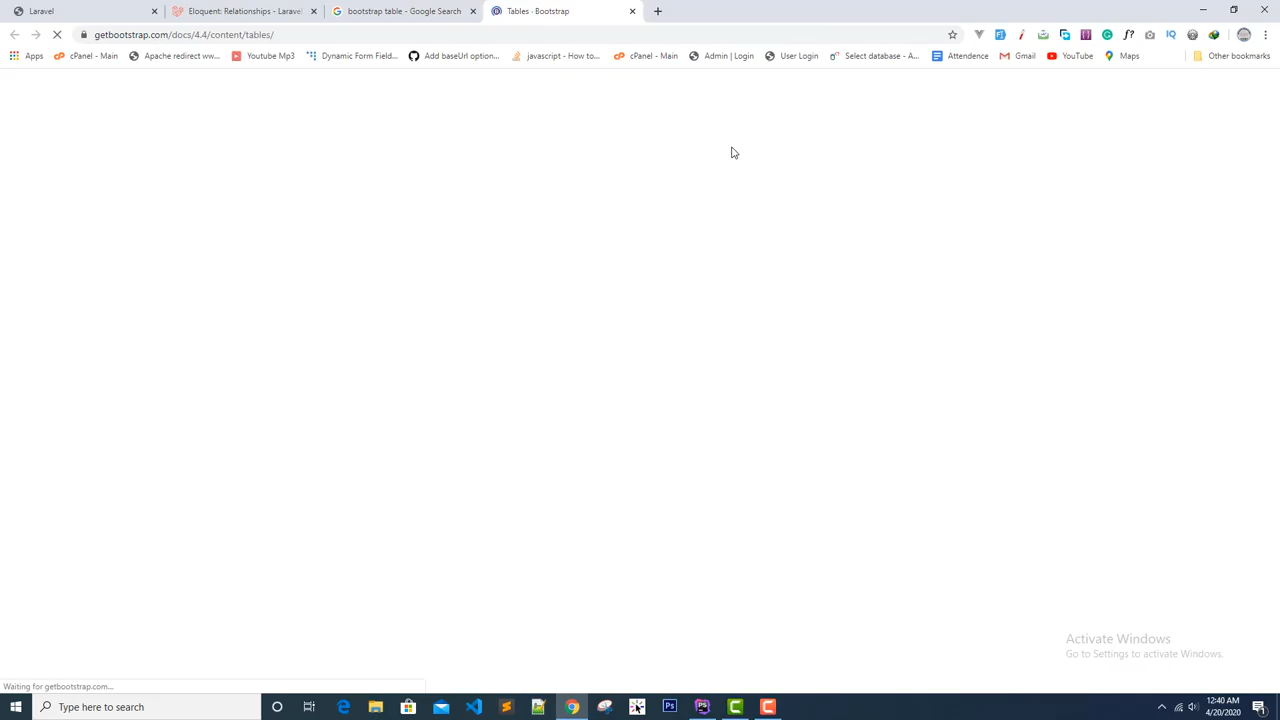 Laravel
Eloquent: Relationships - Laravel
bootstrap table - Google Search
Tables · Bootstrap
getbootstrap.com/docs/4.4/content/tables/
Apps
cPanel - Main
Apache redirect ww...
Youtube Mp3
Dynamic Form Field...
Add baseUrl option...
javascript - How to...
cPanel - Main
Admin | Login
User Login
Select database - A...
Attendence
Gmail
YouTube
Maps
Other bookmarks
Activate Windows
Go to Settings to activate Windows.
Waiting for getbootstrap.com...
Type here to search
12:40 AM
4/20/2020